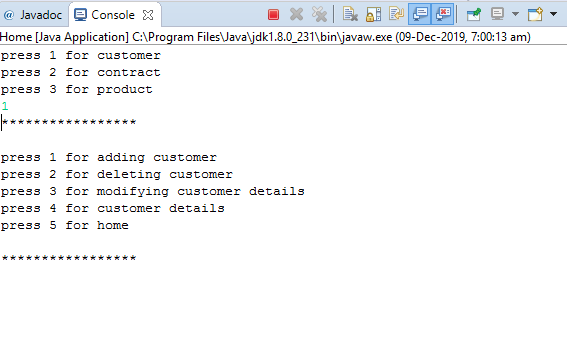 @ Javadoc Console
Home [Java Application] C:\Program Files\Java\jdk1.8.0_231\bin\javaw.exe (09-Dec-2019, 7:00:13 am)
press 1 for customer
press 2 for contract
press 3 for product
1
*****************
press 1 for adding customer
press 2 for deleting customer
press 3 for modifying customer details
press 4 for customer details
press 5 for home
*****************